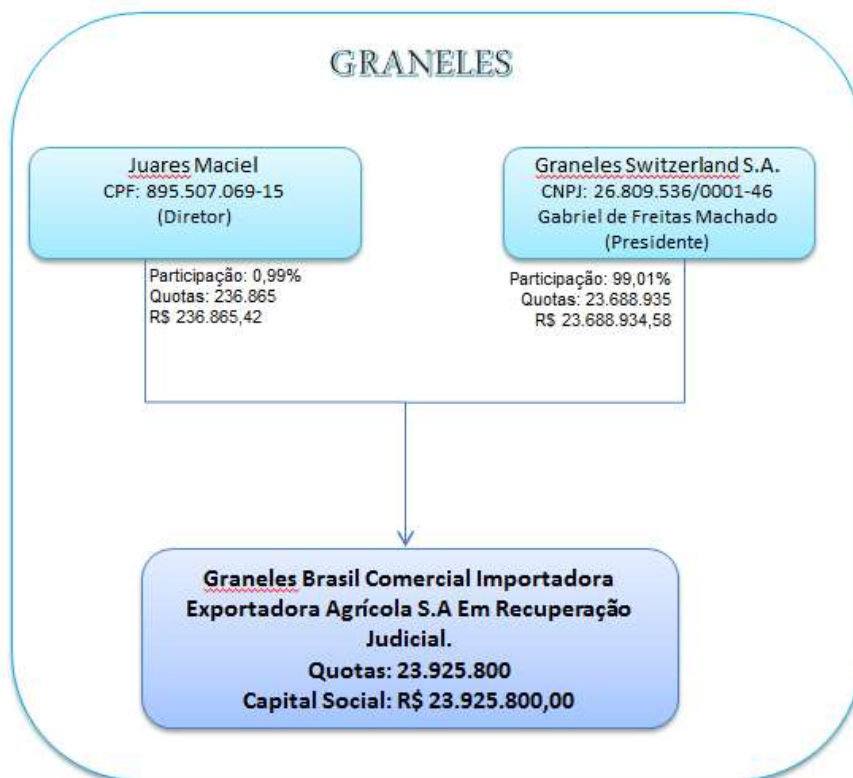 GRANELES
Juares Maciel
CPF: 895.507.069-15
(Diretor)
Graneles Switzerland S.A.
CNPJ: 26.809.536/0001-46
Gabriel de Freitas Machado
(Presidente)
Participação: 0,99%
Quotas: 236.865
R$ 236.865,42
Participação: 99,01%
Quotas: 23.688.935
R$ 23.688.934,58
Graneles Brasil Comercial Importadora
Exportadora Agrícola S.A Em Recuperação
Judicial.
Quotas: 23.925.800
Capital Social: R$ 23.925.800,00